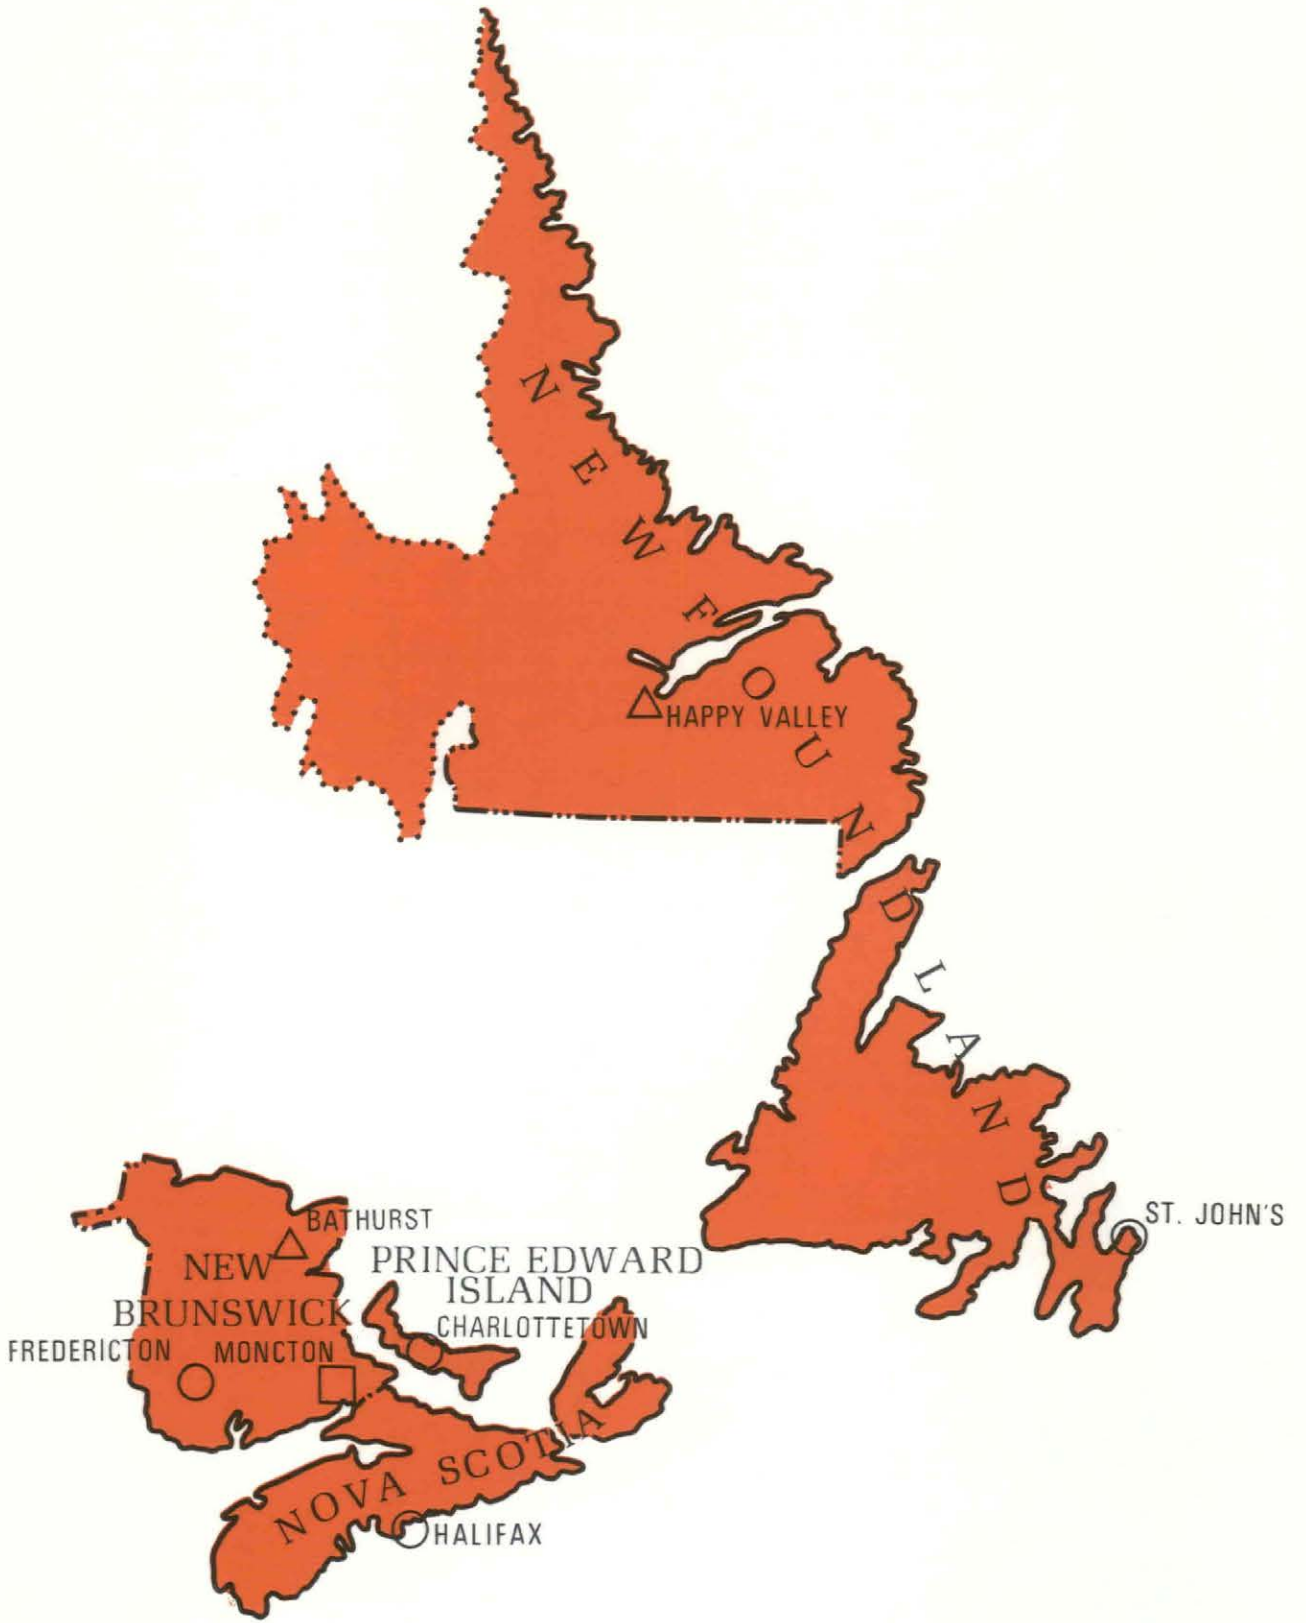 NEWFOUNDLAND
HAPPY VALLEY
ST. JOHN'S
BATHURST
NEW
BRUNSWICK
PRINCE EDWARD
ISLAND
CHARLOTTETOWN
FREDERICTON
MONCTON
NOVA SCOTIA
HALIFAX